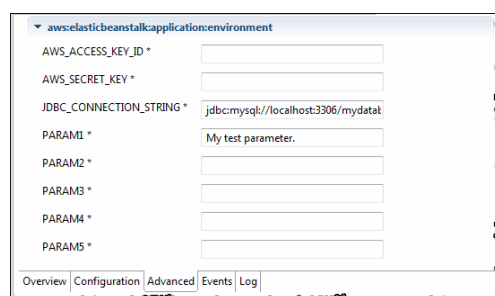 aws:elasticbeanstalk:application:environment
AWS_ACCESS_KEY_ID *
AWS_SECRET_KEY *
JDBC_CONNECTION_STRING * jdbc:mysql://localhost:3306/mydatab
PARAM1 * My test parameter.
PARAM2 *
PARAM3 *
PARAM4 *
PARAM5 *
Overview Configuration Advanced Events Log